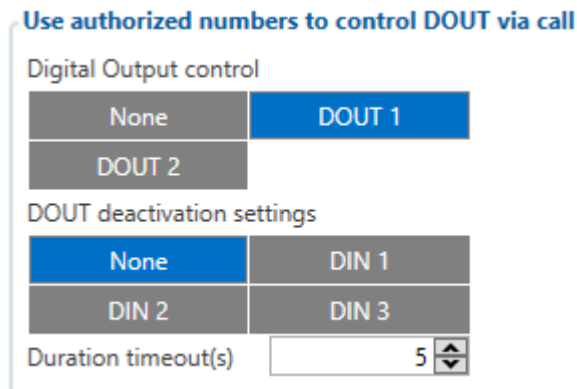 Use authorized numbers to control DOUT via call
Digital Output control
None DOUT 1
DOUT 2
DOUT deactivation settings
None DIN 1
DIN 2 DIN 3
Duration timeout(s) 5